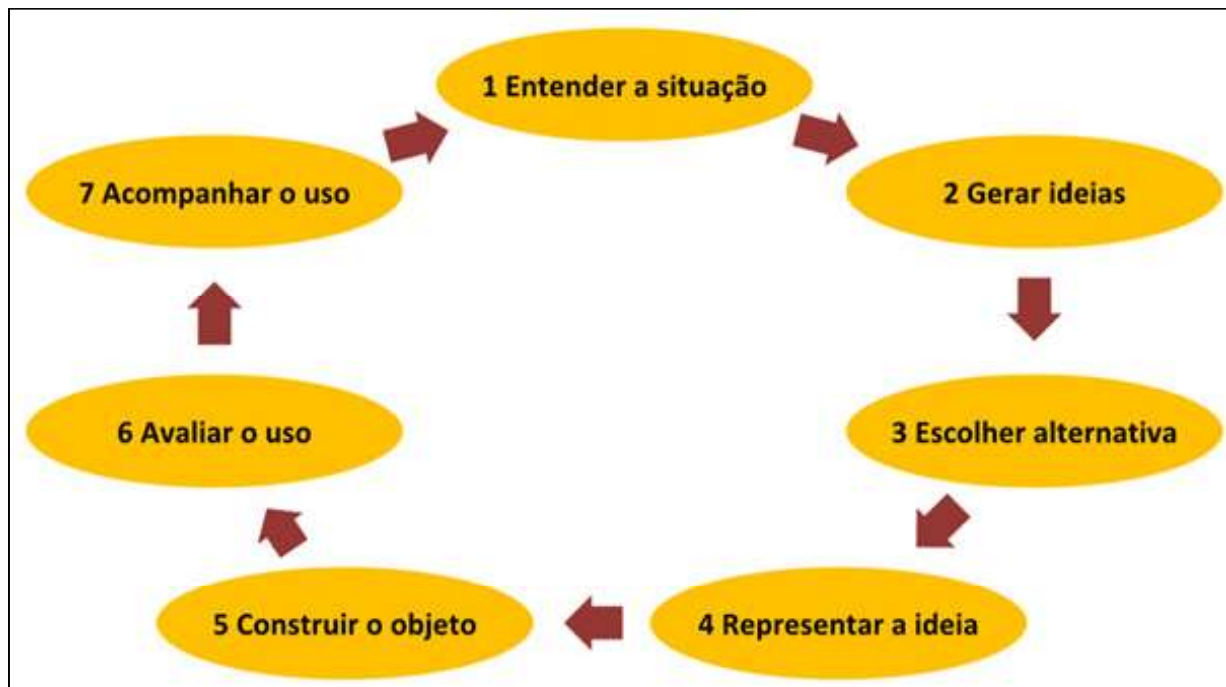 1 Entender a situação
2 Gerar ideias
3 Escolher alternativa
4 Representar a ideia
5 Construir o objeto
6 Avaliar o uso
7 Acompanhar o uso